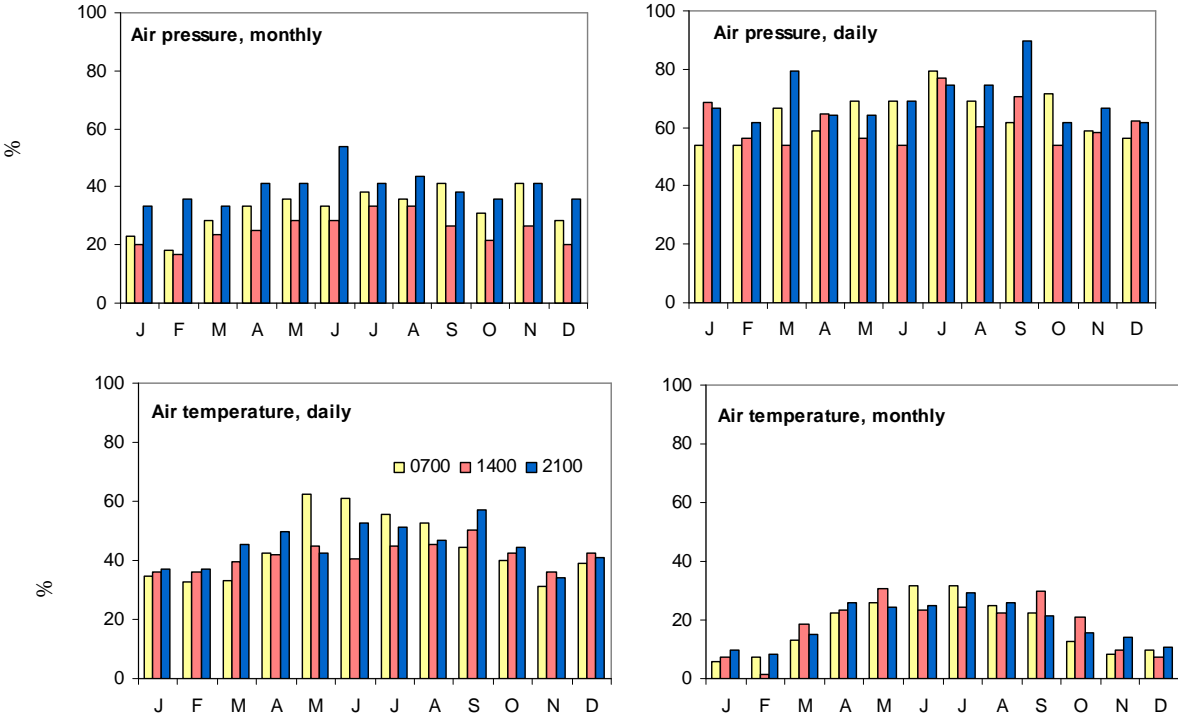 100
80
60
40
20
0
%
Air pressure, monthly
J F M A M J J A S O N D
100
80
60
40
20
0
Air pressure, daily
J F M A M J J A S O N D
100
80
60
40
20
0
%
Air temperature, daily
0700 1400 2100
J F M A M J J A S O N D
100
80
60
40
20
0
Air temperature, monthly
J F M A M J J A S O N D